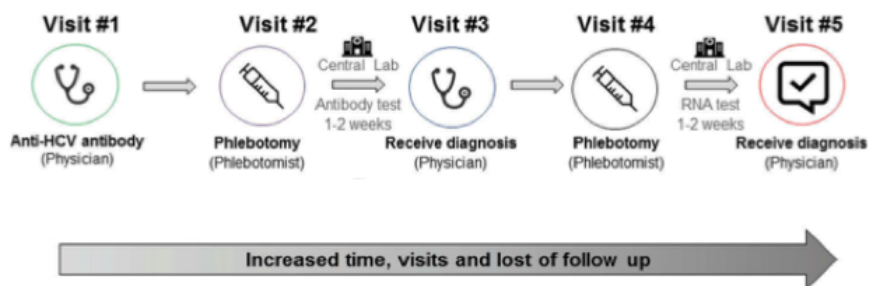 Visit #1
Visit #2
Visit #3
Visit #4
Visit #5
Central Lab
Antibody test
1-2 weeks
Central Lab
RNA test
1-2 weeks
Anti-HCV antibody
(Physician)
Phlebotomy
(Phlebotomist)
Receive diagnosis
(Physician)
Phlebotomy
(Phlebotomist)
Receive diagnosis
(Physician)
Increased time, visits and lost of follow up